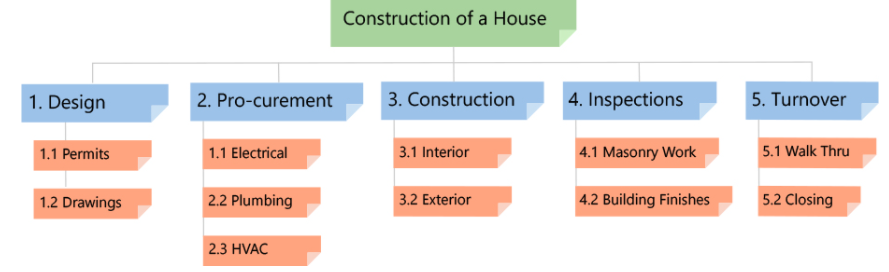 Construction of a House
1. Design
2. Pro-curement
3. Construction
4. Inspections
5. Turnover
1.1 Permits
1.1 Electrical
3.1 Interior
4.1 Masonry Work
5.1 Walk Thru
1.2 Drawings
2.2 Plumbing
3.2 Exterior
4.2 Building Finishes
5.2 Closing
2.3 HVAC